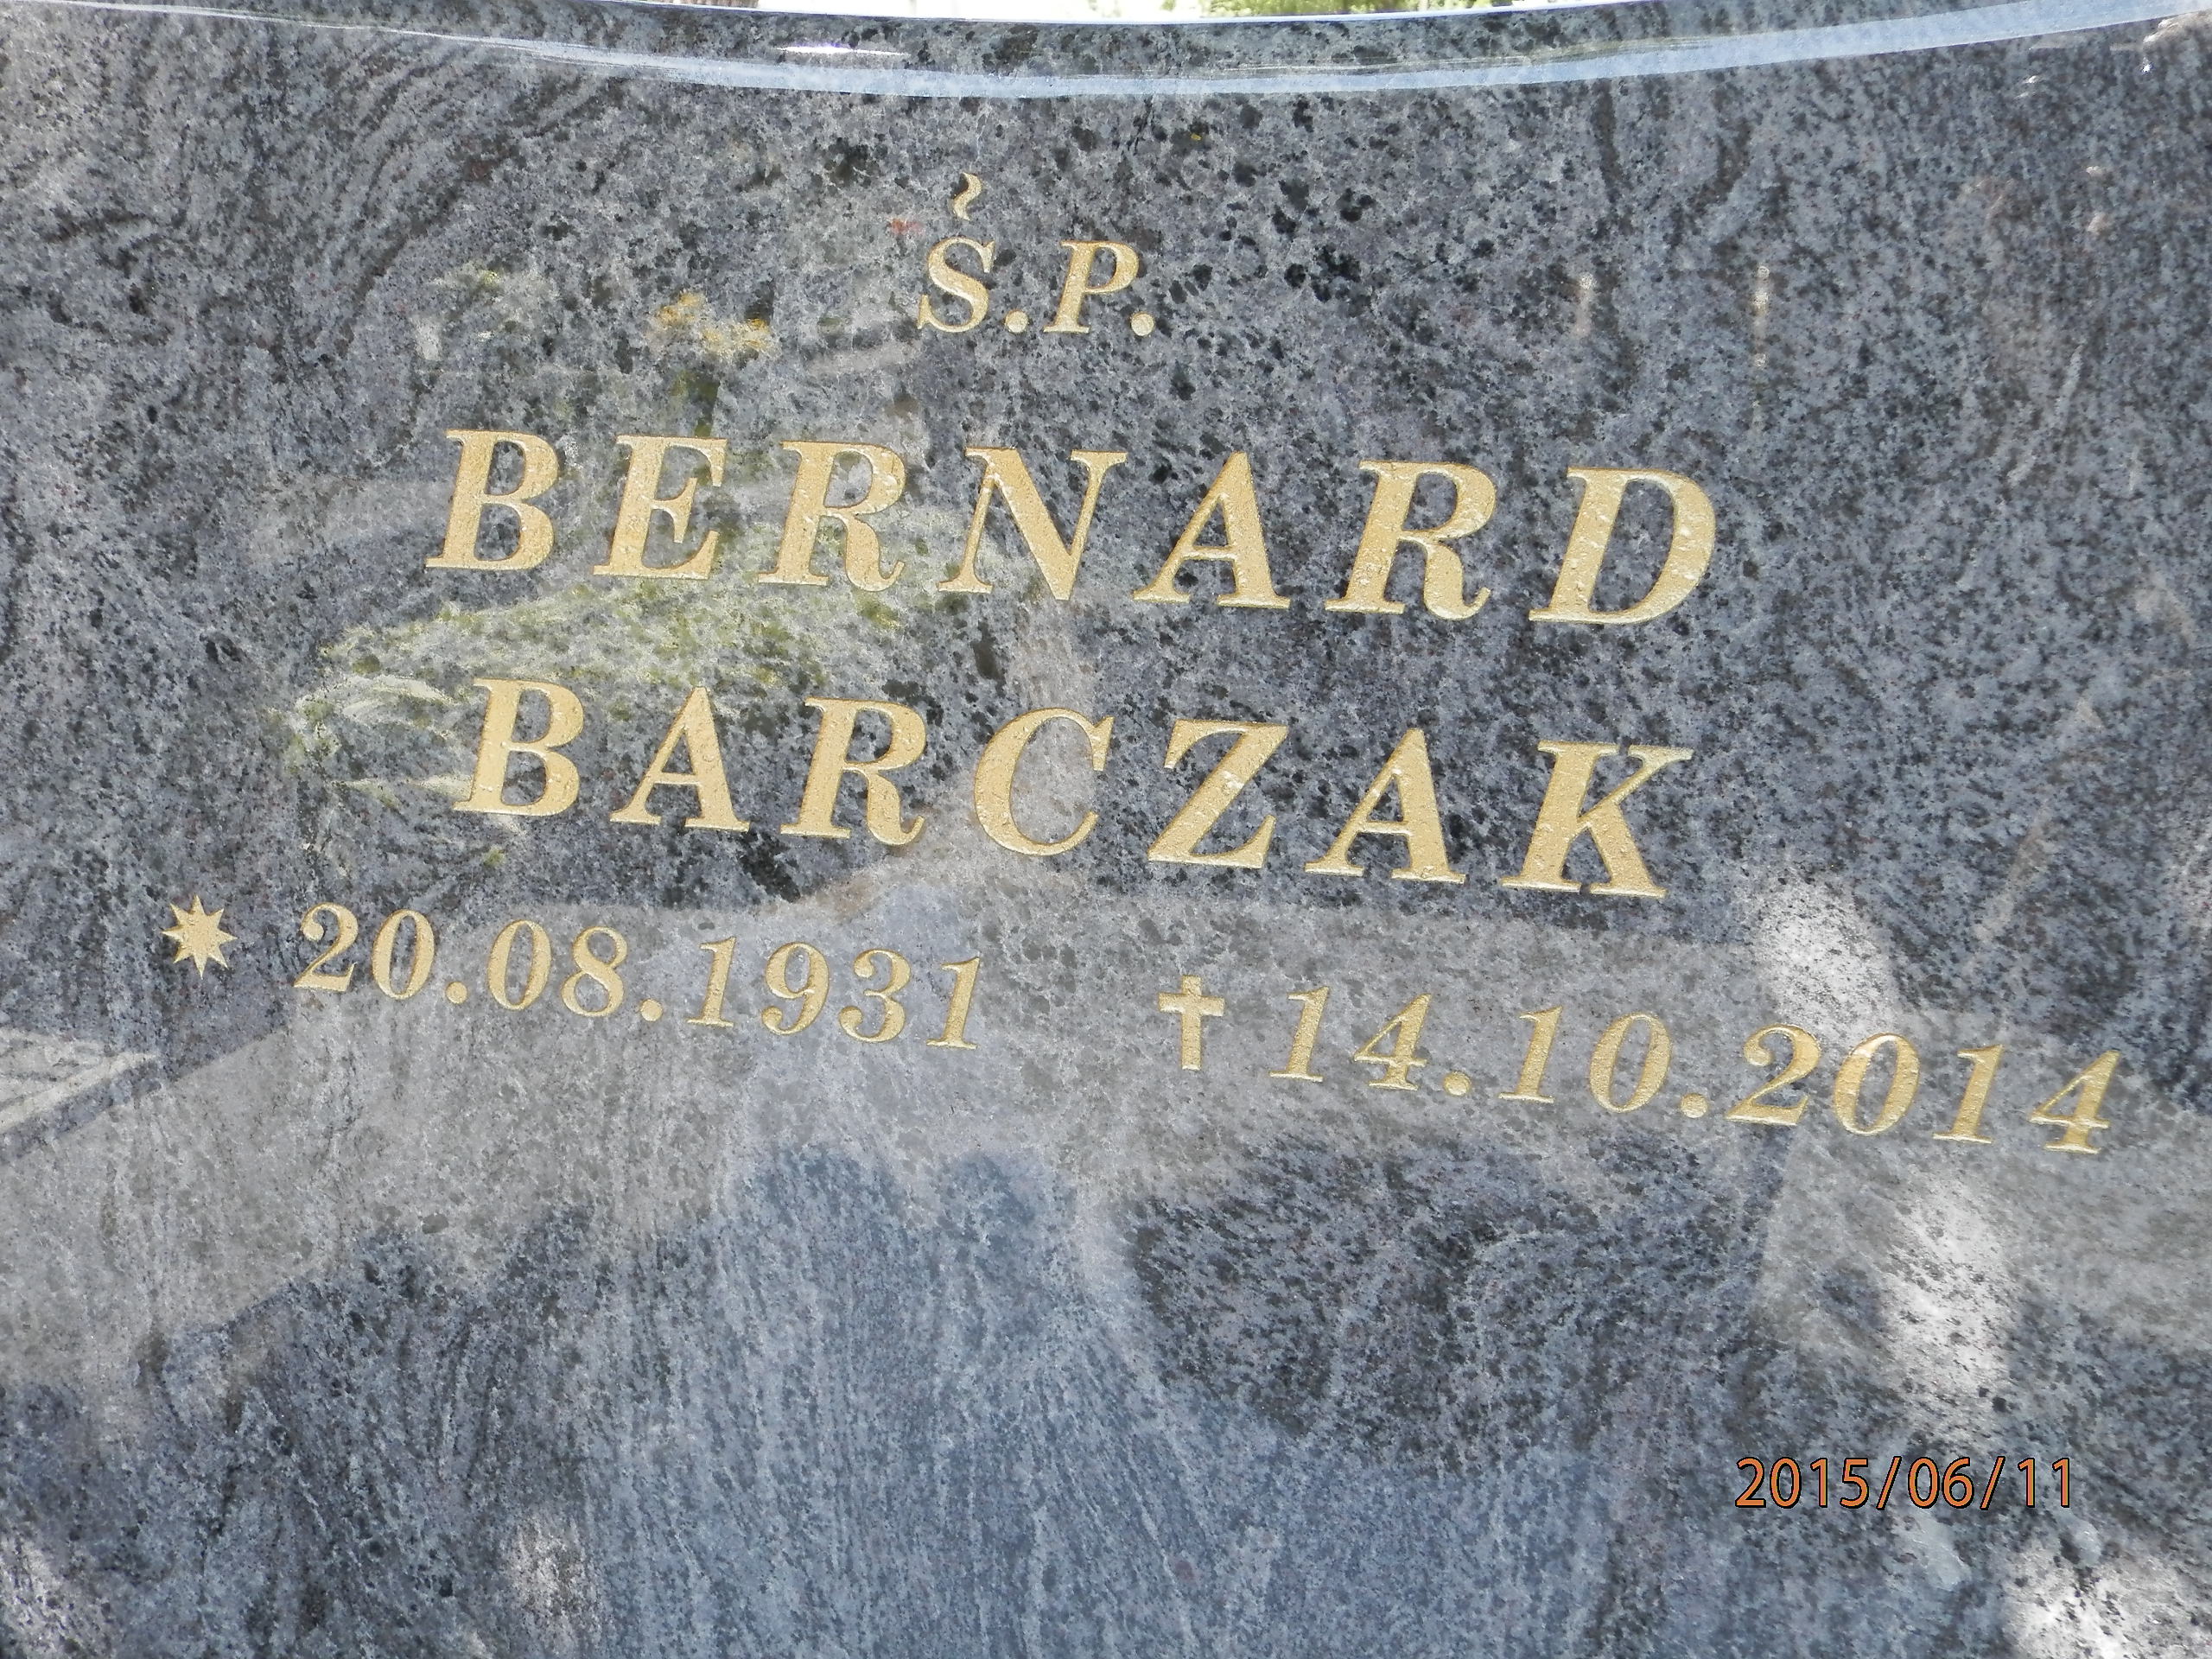 Ś.P.
BERNARD
BARCZAK
✷ 20.08.1931 ✝ 14.10.2014
2015/06/11